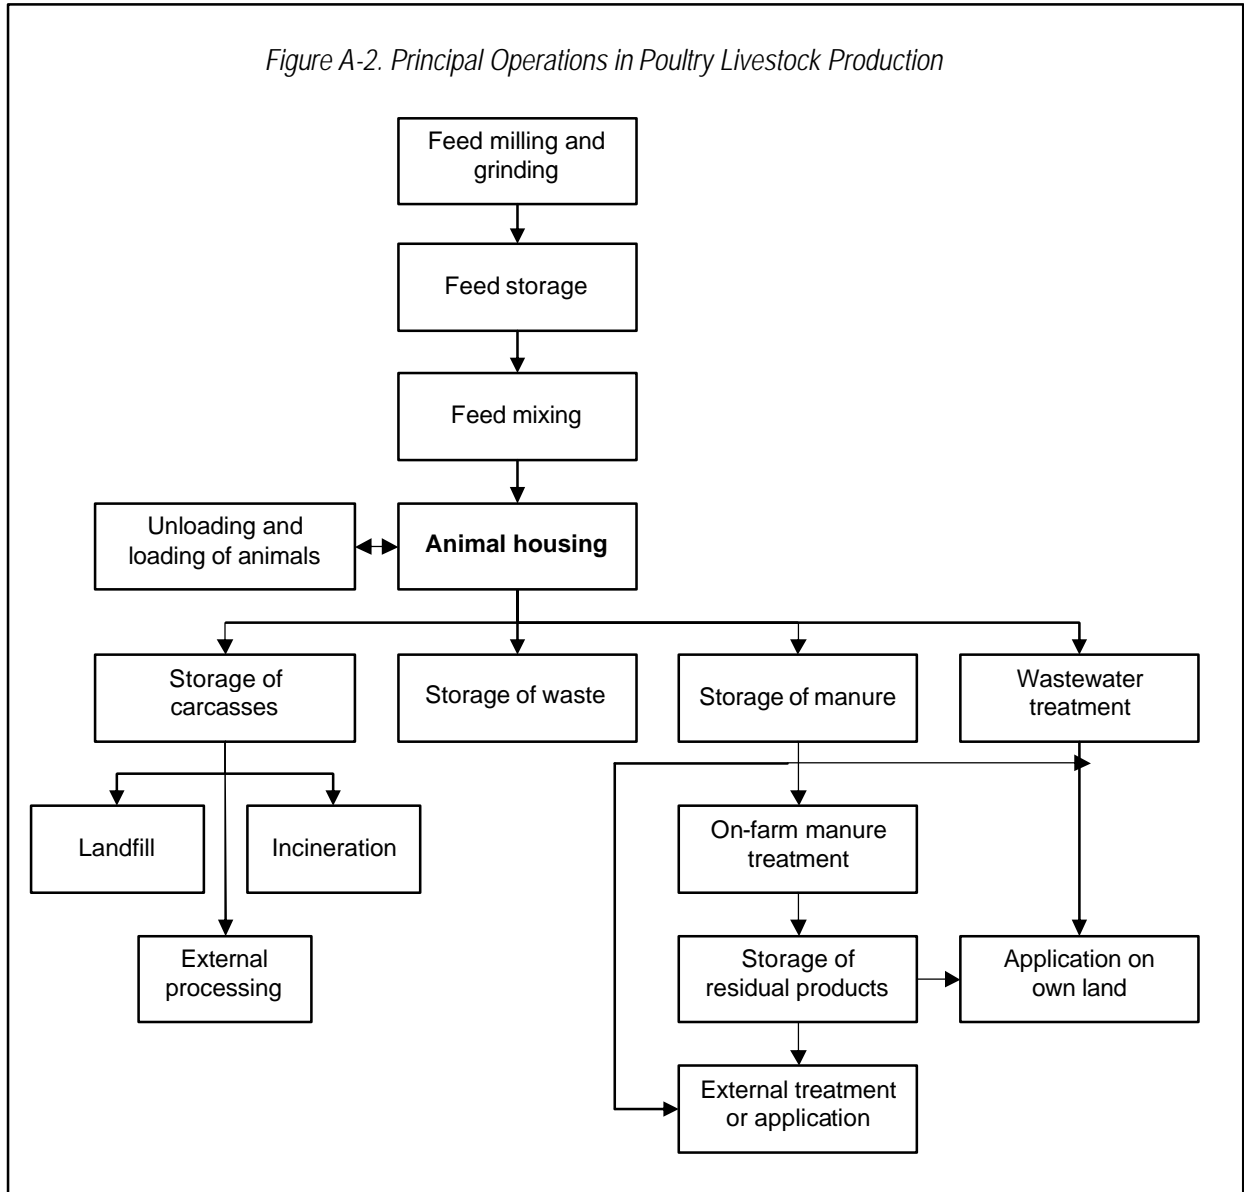 Figure A-2. Principal Operations in Poultry Livestock Production
Feed milling and
grinding
Feed storage
Feed mixing
Unloading and
loading of animals
Animal housing
Storage of
carcasses
Storage of waste
Storage of manure
Wastewater
treatment
Landfill
Incineration
On-farm manure
treatment
External
processing
Storage of
residual products
Application on
own land
External treatment
or application